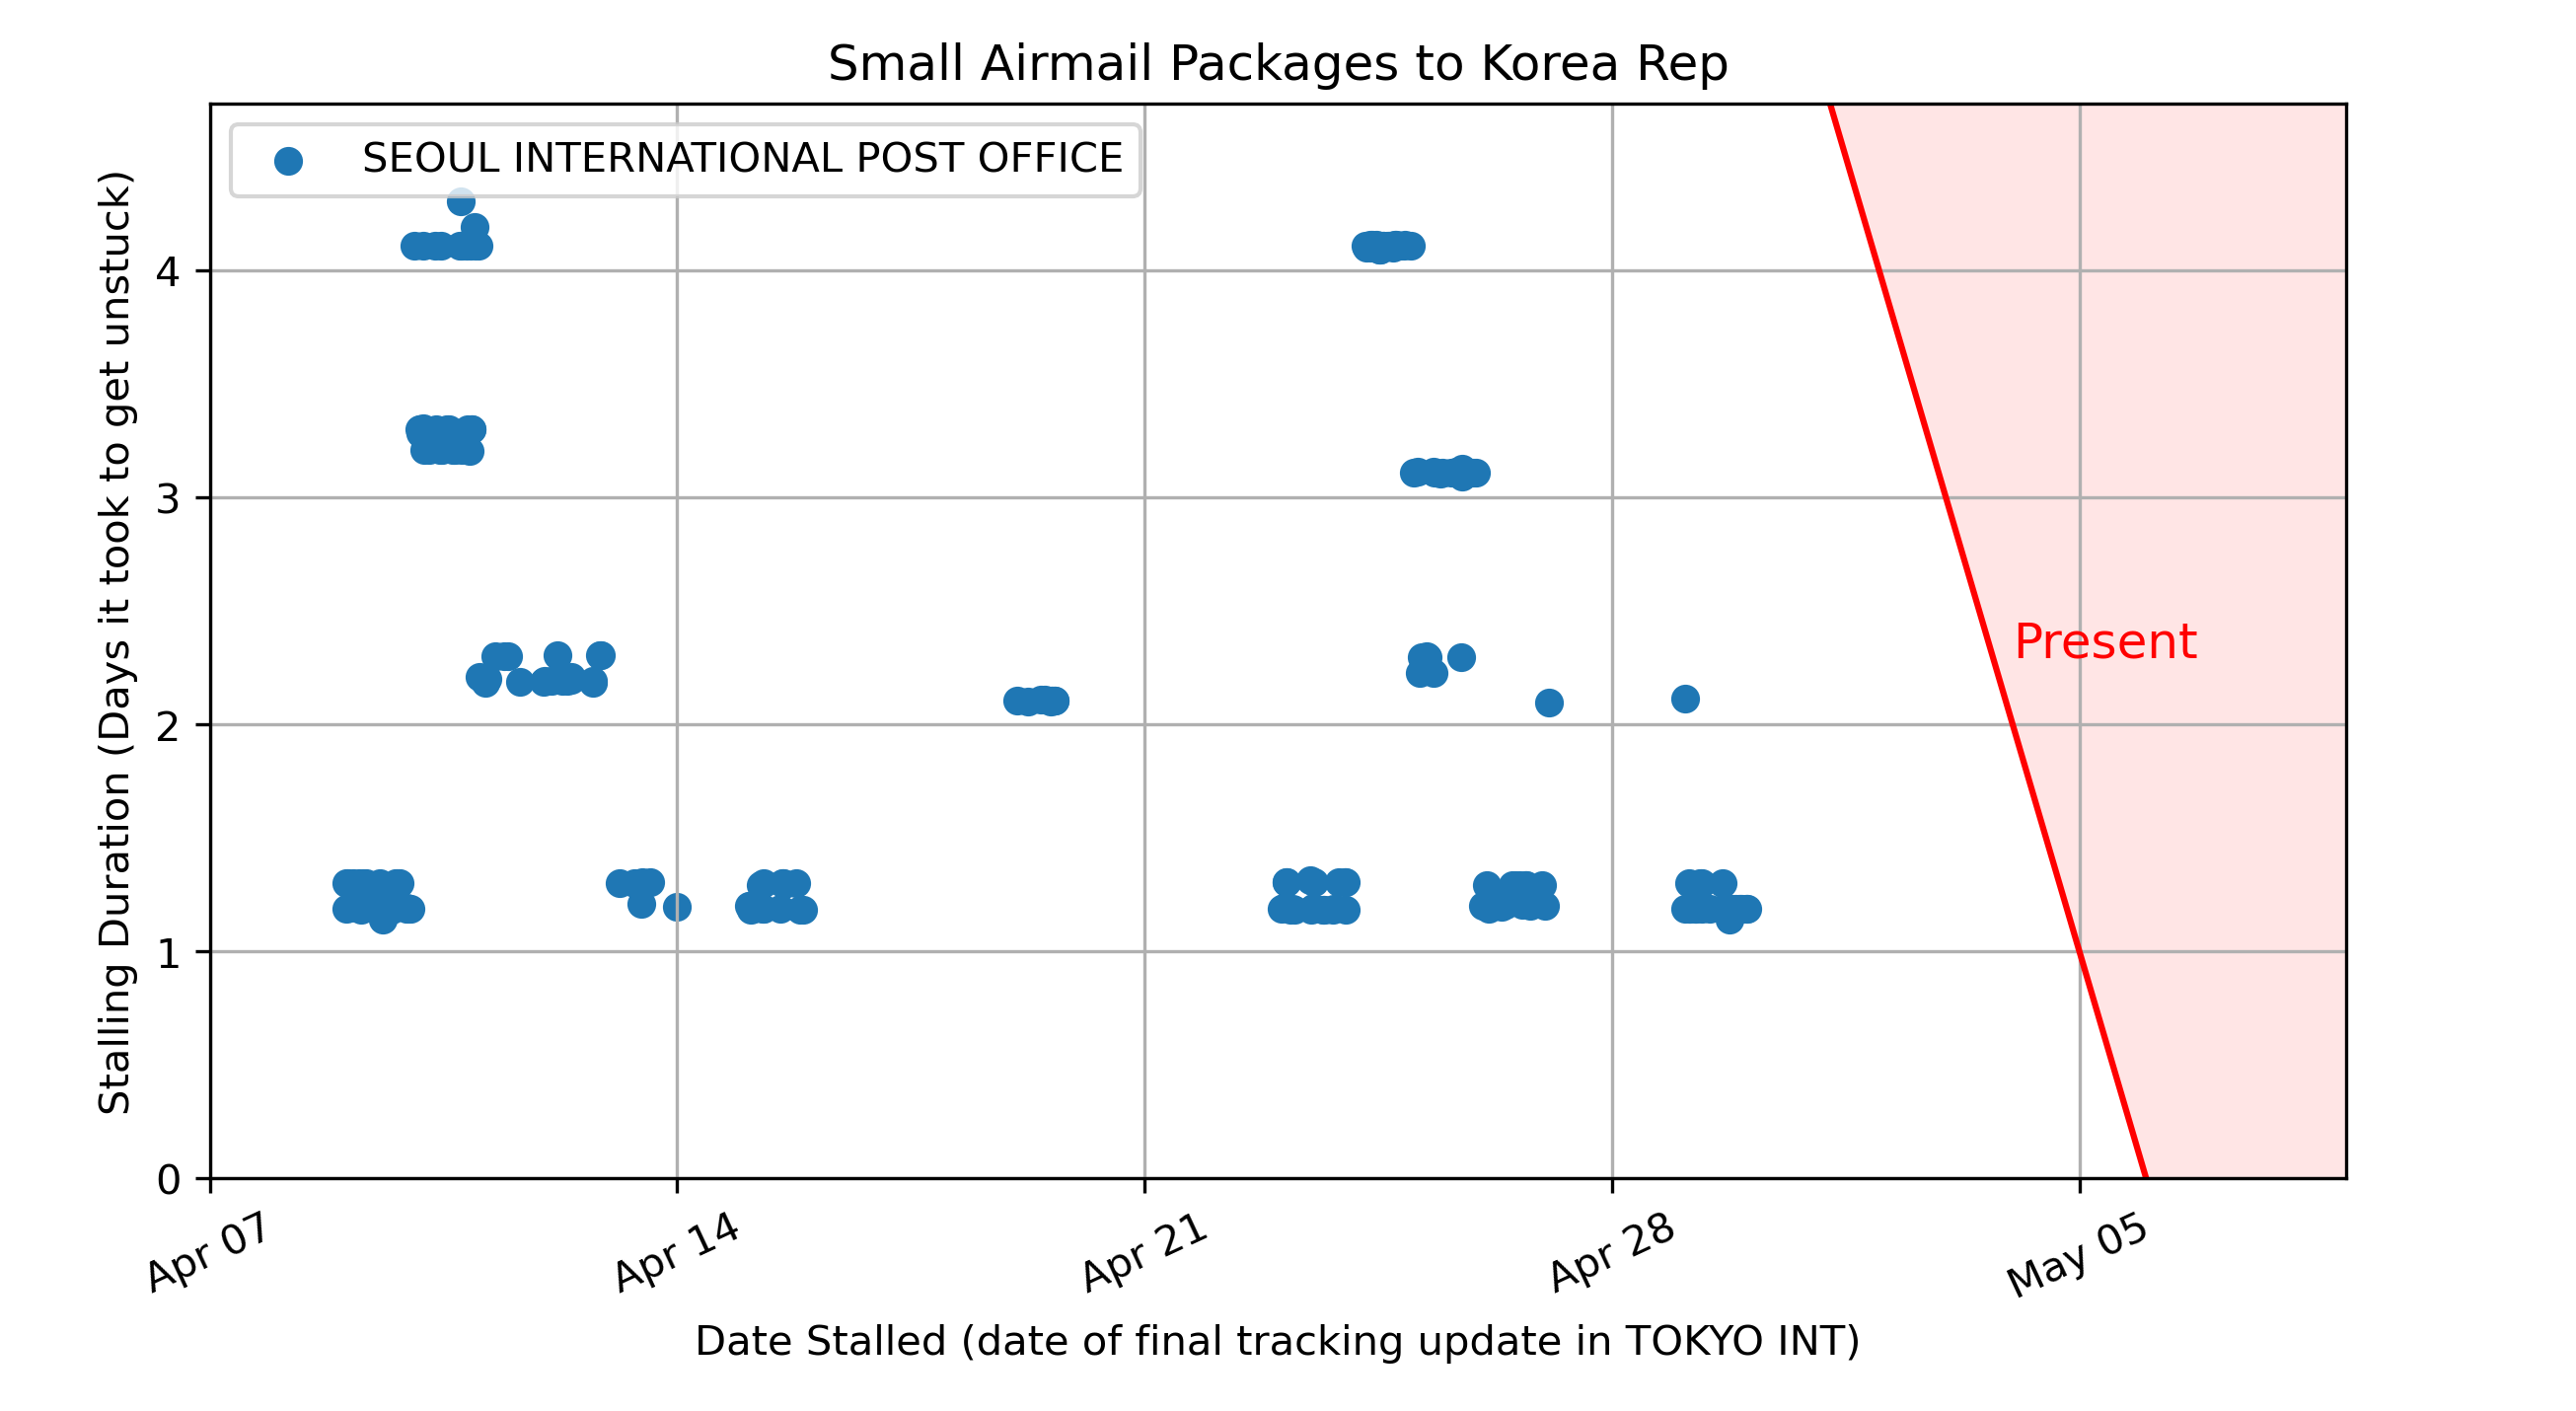 Small Airmail Packages to Korea Rep
SEOUL INTERNATIONAL POST OFFICE
Stalling Duration (Days it took to get unstuck)
4
3
2
1
0
Present
Apr 07
Apr 14
Apr 21
Apr 28
May 05
Date Stalled (date of final tracking update in TOKYO INT)